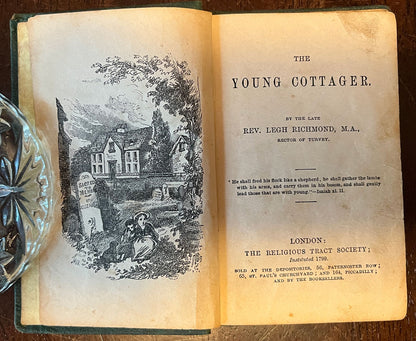 THE
YOUNG COTTAGER.
BY THE LATE
REV. LEGH RICHMOND, M.A.,
RECTOR OF TURVEY.
"He shall feed his flock like a shepherd; he shall gather the lambs
with his arms, and carry them in his bosom, and shall gently
lead those that are with young."—Isaiah xl. 11.
LONDON:
THE RELIGIOUS TRACT SOCIETY;
Instituted 1799.
SOLD AT THE DEPOSITORIES, 56, PATERNOSTER ROW;
65, ST. PAUL'S CHURCHYARD; AND 164, PICCADILLY;
AND BY THE BOOKSELLERS.